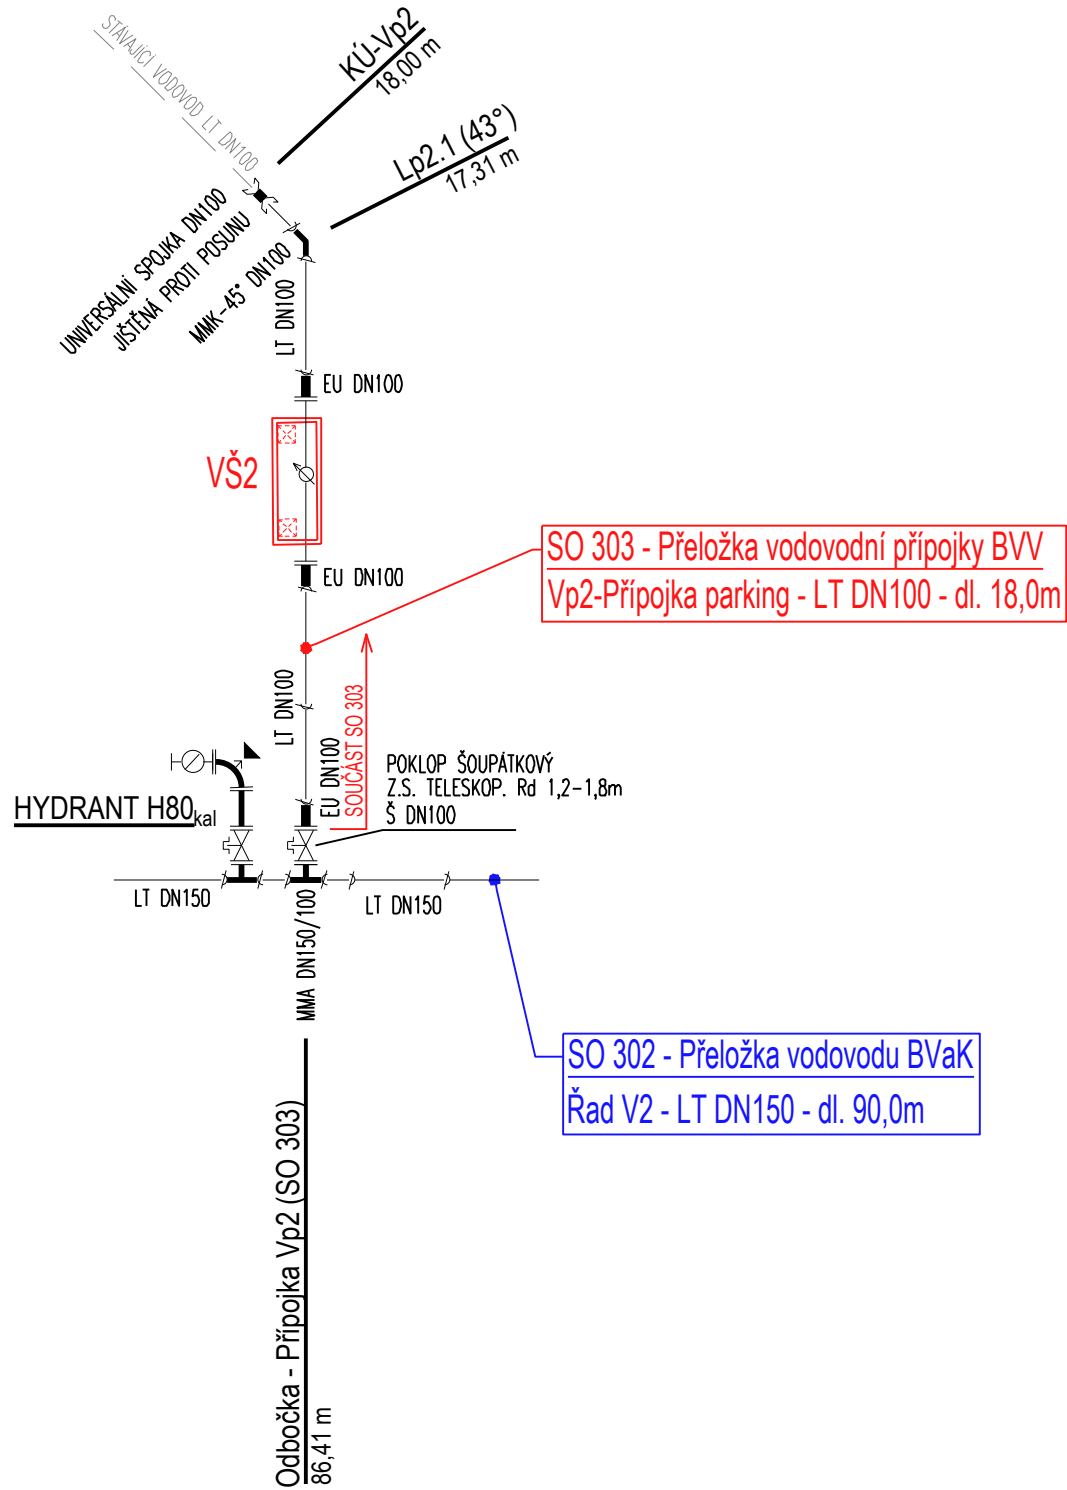 STÁVAJÍCÍ VODOVOD LT DN100
KÚ-Vp2
18,00 m
Lp2.1 (43°)
17,31 m
UNIVERSÁLNÍ SPOJKA DN100
JIŠTĚNÁ PROTI POSUNU
MMK-45° DN100
LT DN100
EU DN100
VŠ2
EU DN100
SO 303 - Přeložka vodovodní přípojky BVV
Vp2-Přípojka parking - LT DN100 - dl. 18,0m
LT DN100
SOUČÁST SO 303
EU DN100
POKLOP ŠOUPÁTKOVÝ
Z.S. TELESKOP. Rd 1,2-1,8m
Š DN100
HYDRANT H80kal
LT DN150
LT DN150
MMA DN150/100
SO 302 - Přeložka vodovodu BVaK
Řad V2 - LT DN150 - dl. 90,0m
Odbočka - Přípojka Vp2 (SO 303)
86,41 m